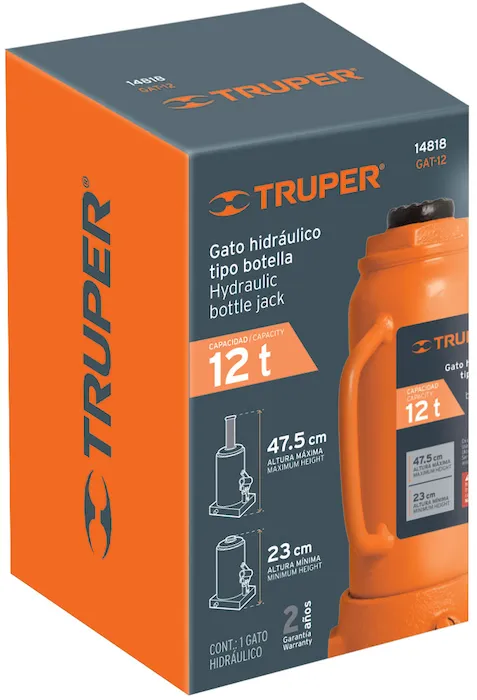 14818
GAT-12
TRUPER®
TRUPER®
14818
GAT-12
TRUPER®
Gato hidráulico
tipo botella
Hydraulic
bottle jack
CAPACIDAD/CAPACITY
12 t
47.5 cm
ALTURA MÁXIMA
MAXIMUM HEIGHT
23 cm
ALTURA MÍNIMA
MINIMUM HEIGHT
2 años
Garantía
Warranty
CONT.: 1 GATO
HIDRÁULICO
TRU
Gato h
tip
CAPACIDAD
CAPACITY
12 t
47.5 cm
ALTURA MÁXIMA
MAXIMUM HEIGHT
23 cm
ALTURA MÍNIMA
MINIMUM HEIGHT